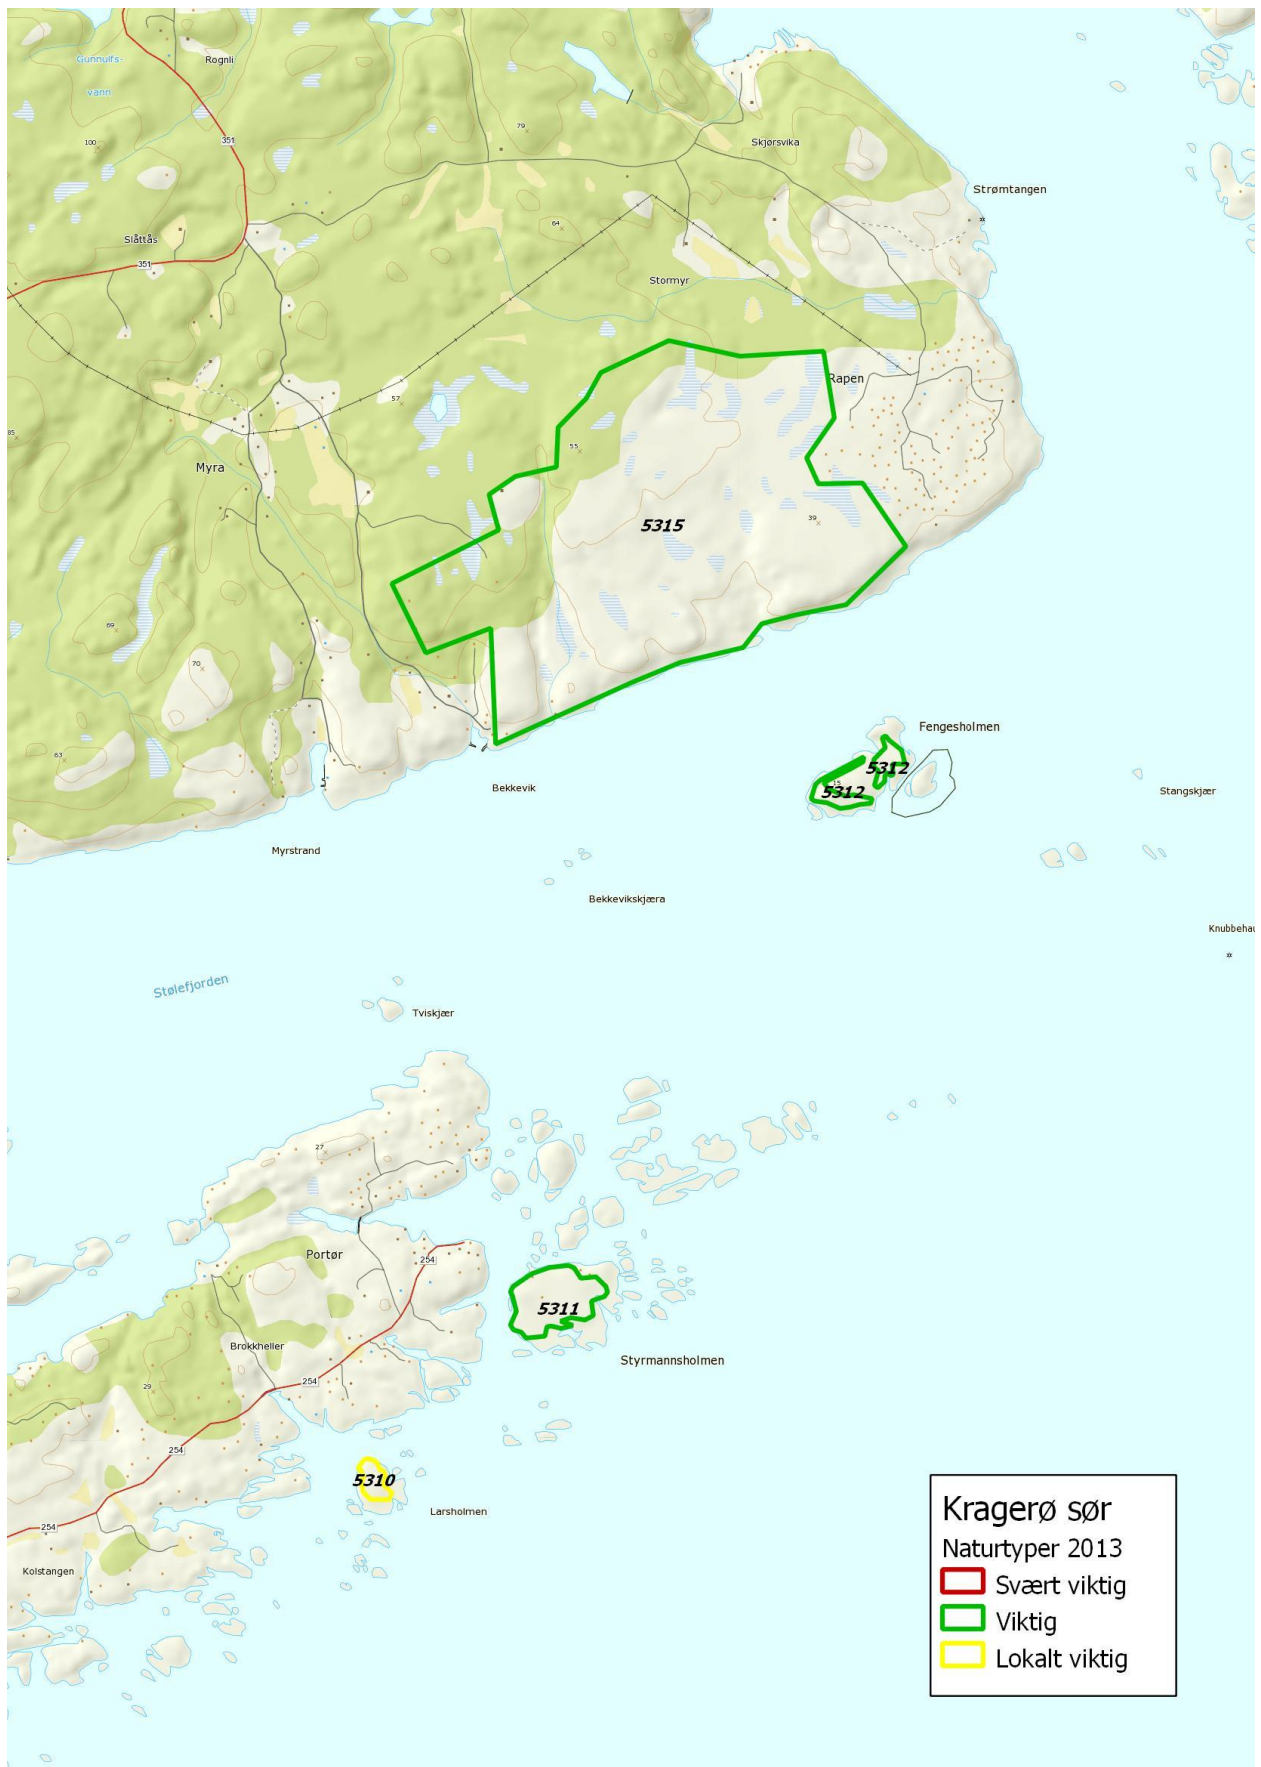 Gunnulfs-
vann
Rognli
100
351
79
Skjørsvika
Strømtangen
64
Slåttås
351
Stormyr
57
Rapen
85
55
Myra
5315
39
69
70
63
Fengesholmen
5312
15
5312
Bekkevik
Stangskjær
Myrstrand
Bekkevikskjæra
Knubbehau
Stølefjorden
Tviskjær
27
Portør
254
5311
Brokkheller
Styrmannsholmen
254
29
254
5310
Larsholmen
254
Kolstangen
Kragerø sør
Naturtyper 2013
Svært viktig
Viktig
Lokalt viktig